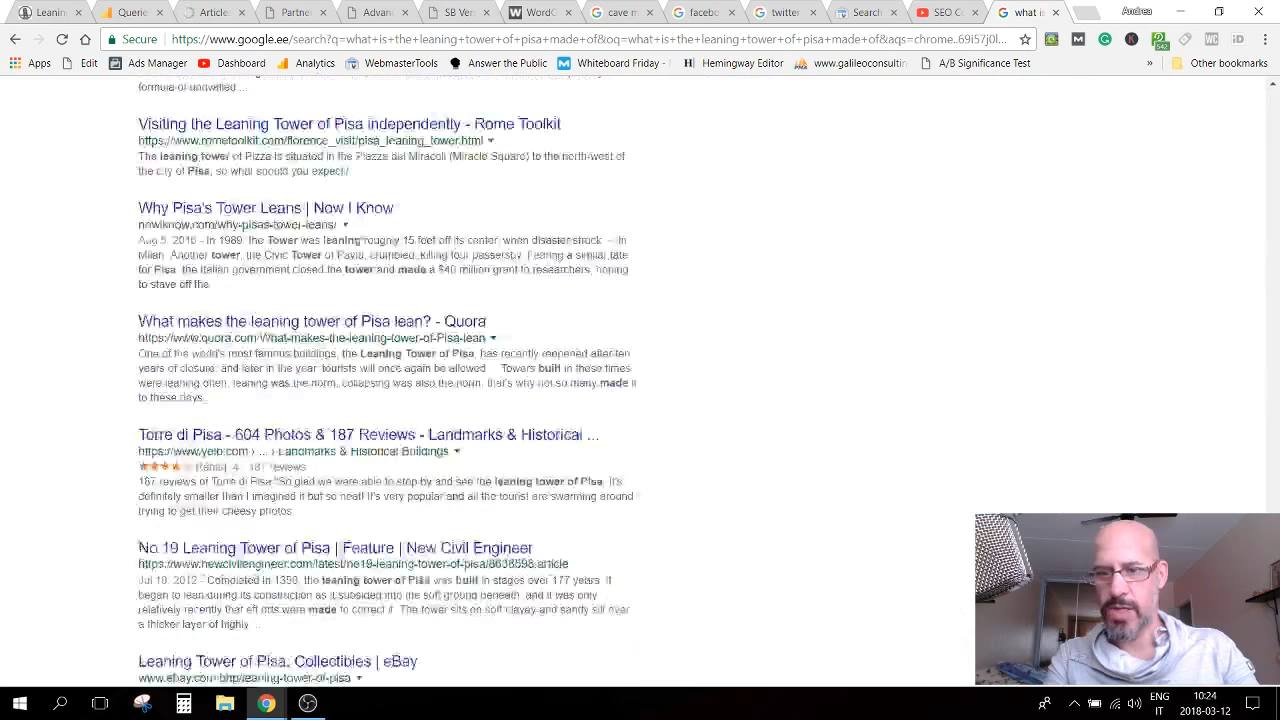 Leanin
Querie
Article
Partne
Advan
SB Ver
WordC
cave m
facebo
twitter
Search
SEO C
what is
Andrea
Secure
https://www.google.ee/search?q=what+is+the+leaning+tower+of+pisa+made+of&oq=what+is+the+leaning+tower+of+pisa+made+of&aqs=chrome..69i57j0l...
542
Apps
Edit
Ads Manager
Dashboard
Analytics
WebmasterTools
Answer the Public
Whiteboard Friday -
Hemingway Editor
www.galileoconsultin
A/B Significance Test
»
Other bookmarks
Visiting the Leaning Tower of Pisa independently - Rome Toolkit
https://www.rometoolkit.com/florence_visit/pisa_leaning_tower.html
The leaning tower of Pizza is situated in the Piazza dei Miracoli (Miracle Square) to the north-west of
the city of Pisa, so what should you expect?
Why Pisa's Tower Leans | Now I Know
nowiknow.com/why-pisas-tower-leans/
Aug 5, 2016 - In 1989, the Tower was leaning roughly 15 feet off its center, when disaster struck -- in
Milan. Another tower, the Civic Tower of Pavia, crumbled, killing four passersby. Fearing a similar fate
for Pisa, the Italian government closed the tower and made a $40 million grant to researchers, hoping
to stave off the
What makes the leaning tower of Pisa lean? - Quora
https://www.quora.com/What-makes-the-leaning-tower-of-Pisa-lean
One of the world's most famous buildings, the Leaning Tower of Pisa, has recently reopened after ten
years of closure, and later in the year tourists will once again be allowed ... Towers built in these times
were leaning often, leaning was the norm, collapsing was also the norm, that's why not so many made it
to these days.
Torre di Pisa - 604 Photos & 187 Reviews - Landmarks & Historical ...
https://www.yelp.com › ... › Landmarks & Historical Buildings
Rating: 4 - 187 reviews
187 reviews of Torre di Pisa "So glad we were able to stop by and see the leaning tower of Pisa. It's
definitely smaller than I imagined it but so neat! It's very popular and all the tourist are swarming around
trying to get their cheesy photos
No 19 Leaning Tower of Pisa | Feature | New Civil Engineer
https://www.newcivilengineer.com/latest/no19-leaning-tower-of-pisa/8633593.article
Jul 10, 2012 - Completed in 1350, the leaning tower of Pisa was built in stages over 177 years. It
began to lean during its construction as it subsided into the soft ground beneath, and it was only
relatively recently that efforts were made to correct it. The tower sits on soft clayey and sandy silt over
a thicker layer of highly ...
Leaning Tower of Pisa. Collectibles | eBay
www.ebay.com/bhp/leaning-tower-of-pisa
ENG
IT
10:24
2018-03-12